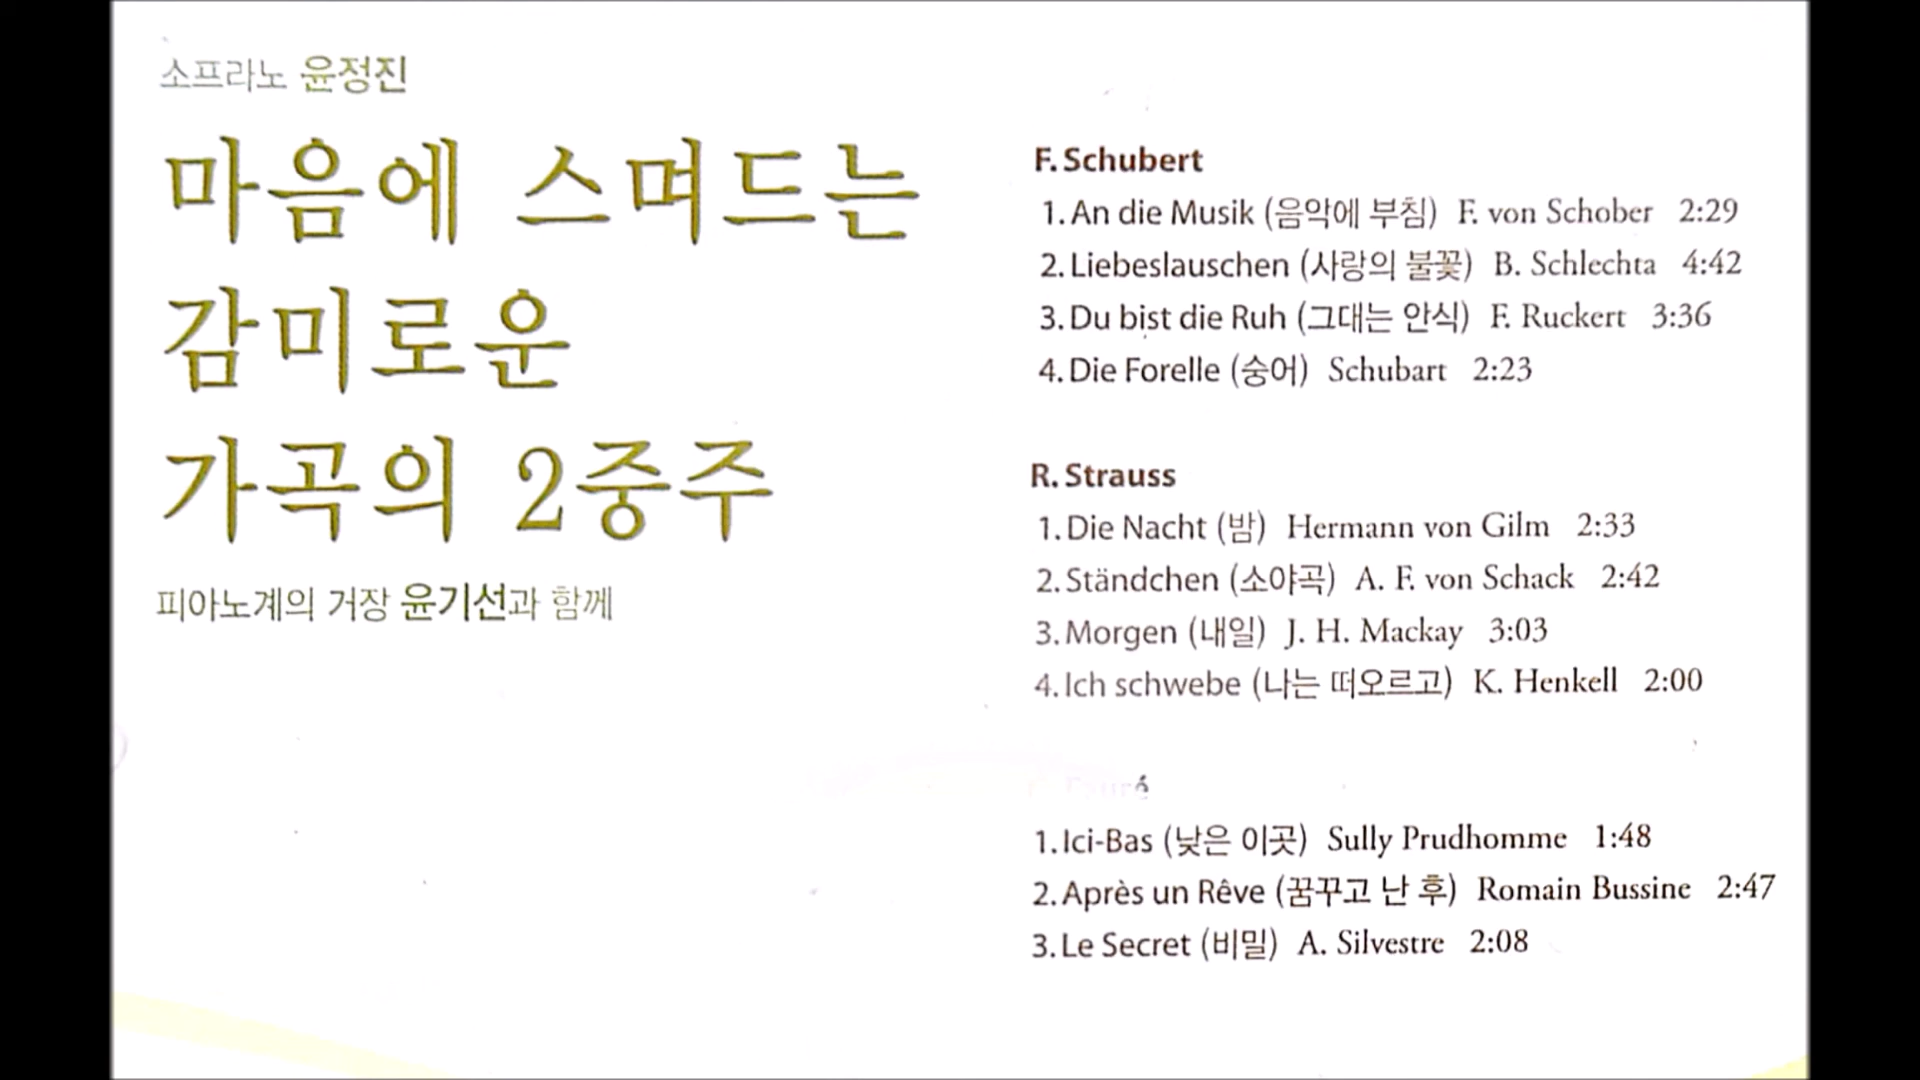 소프라노 윤정진
마음에 스며드는
감미로운
가곡의 2중주
피아노계의 거장 윤기선과 함께
F. Schubert
1. An die Musik (음악에 부침) F. von Schober 2:29
2. Liebeslauschen (사랑의 불꽃) B. Schlechta 4:42
3. Du bist die Ruh (그대는 안식) F. Ruckert 3:36
4. Die Forelle (숭어) Schubart 2:23
R. Strauss
1. Die Nacht (밤) Hermann von Gilm 2:33
2. Ständchen (소야곡) A. F. von Schack 2:42
3. Morgen (내일) J. H. Mackay 3:03
4. Ich schwebe (나는 떠오르고) K. Henkell 2:00
Fauré
1. Ici-Bas (낮은 이곳) Sully Prudhomme 1:48
2. Après un Rêve (꿈꾸고 난 후) Romain Bussine 2:47
3. Le Secret (비밀) A. Silvestre 2:08